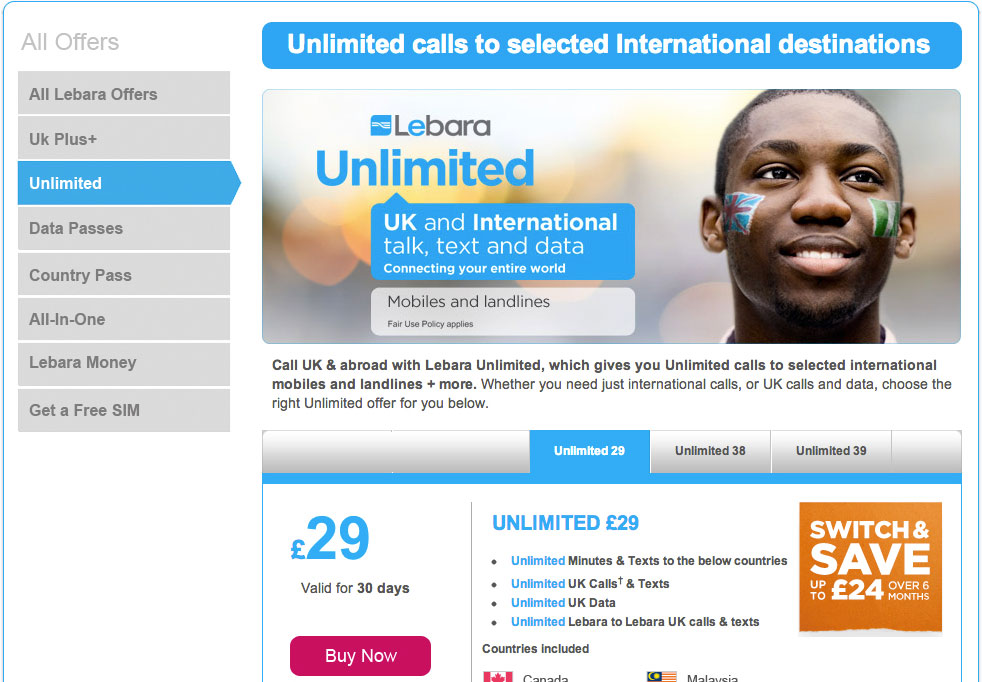 All Offers
All Lebara Offers
Uk Plus+
Unlimited
Data Passes
Country Pass
All-In-One
Lebara Money
Get a Free SIM
Unlimited calls to selected International destinations
Lebara
Unlimited
UK and International
talk, text and data
Connecting your entire world
Mobiles and landlines
Fair Use Policy applies
Call UK & abroad with Lebara Unlimited, which gives you Unlimited calls to selected international
mobiles and landlines + more. Whether you need just international calls, or UK calls and data, choose the
right Unlimited offer for you below.
Unlimited 29
Unlimited 38
Unlimited 39
£29
Valid for 30 days
Buy Now
UNLIMITED £29
• Unlimited Minutes & Texts to the below countries
• Unlimited UK Calls† & Texts
• Unlimited UK Data
• Unlimited Lebara to Lebara UK calls & texts
Countries included
Canada
Malaysia
SWITCH &
SAVE
UP TO £24 OVER 6 MONTHS